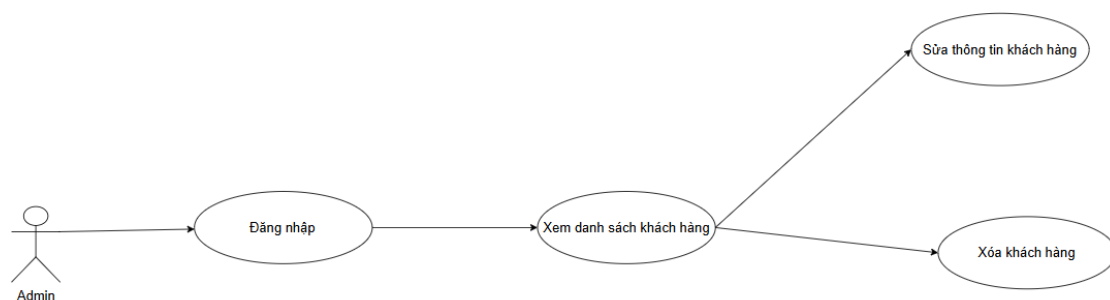 Sửa thông tin khách hàng
Đăng nhập
Xem danh sách khách hàng
Xóa khách hàng
Admin